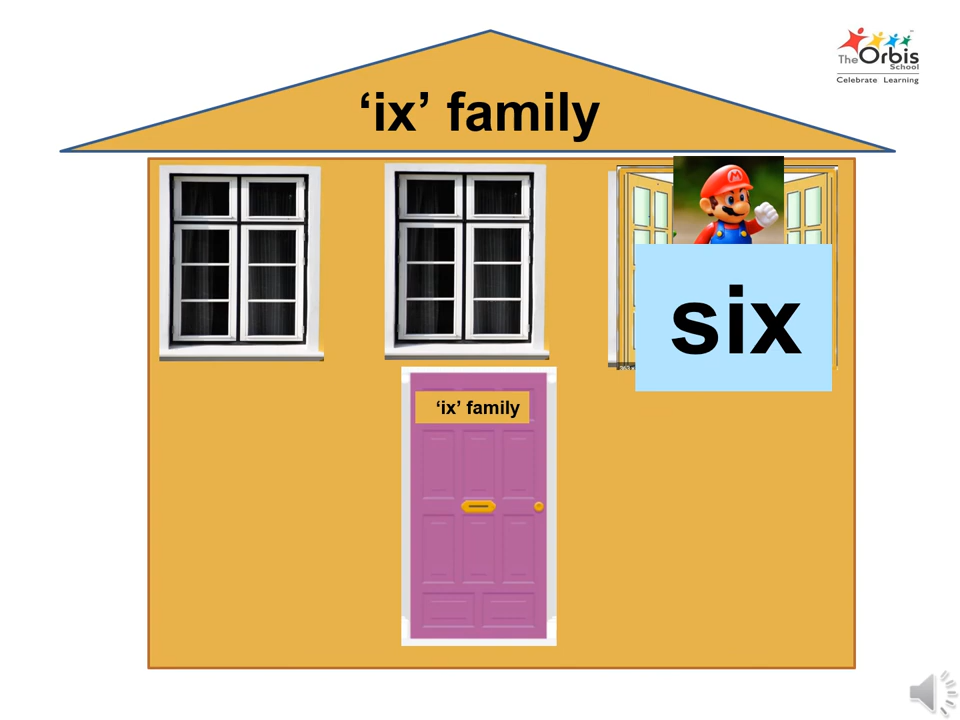 The Orbis
School
Celebrate Learning
‘ix’ family
six
‘ix’ family